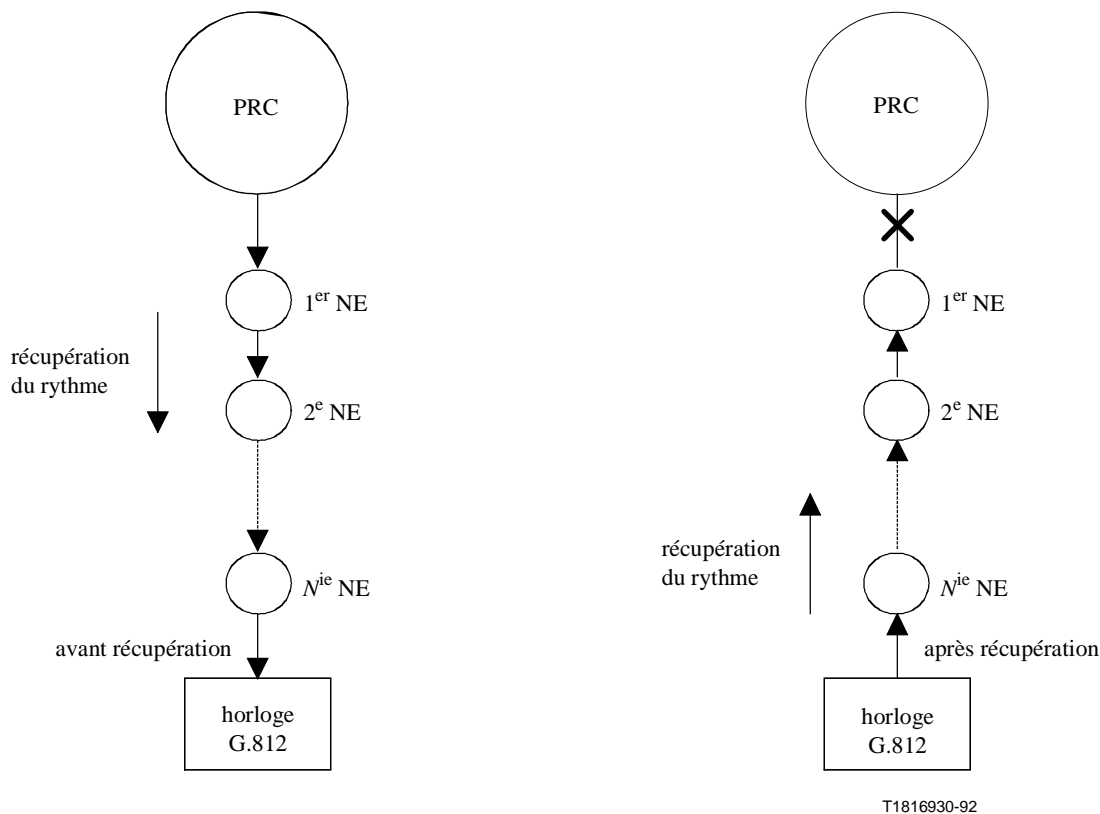 PRC
1er NE
récupération
du rythme
2e NE
Nie NE
avant récupération
horloge
G.812
PRC
1er NE
2e NE
récupération
du rythme
Nie NE
après récupération
horloge
G.812
T1816930-92